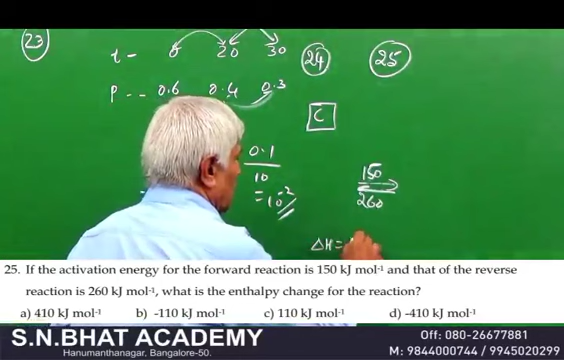 23
t - 0 20 30
24
25
P - - 0.6 0.4 0.3
C
0.1
10
= 10⁻²
150
260
ΔH =
25. If the activation energy for the forward reaction is 150 kJ mol⁻¹ and that of the reverse
reaction is 260 kJ mol⁻¹, what is the enthalpy change for the reaction?
a) 410 kJ mol⁻¹ b) -110 kJ mol⁻¹ c) 110 kJ mol⁻¹ d) -410 kJ mol⁻¹
S.N.BHAT ACADEMY
Hanumanthanagar, Bangalore-50.
Off: 080-26677881
M: 9844000744 / 9945020299